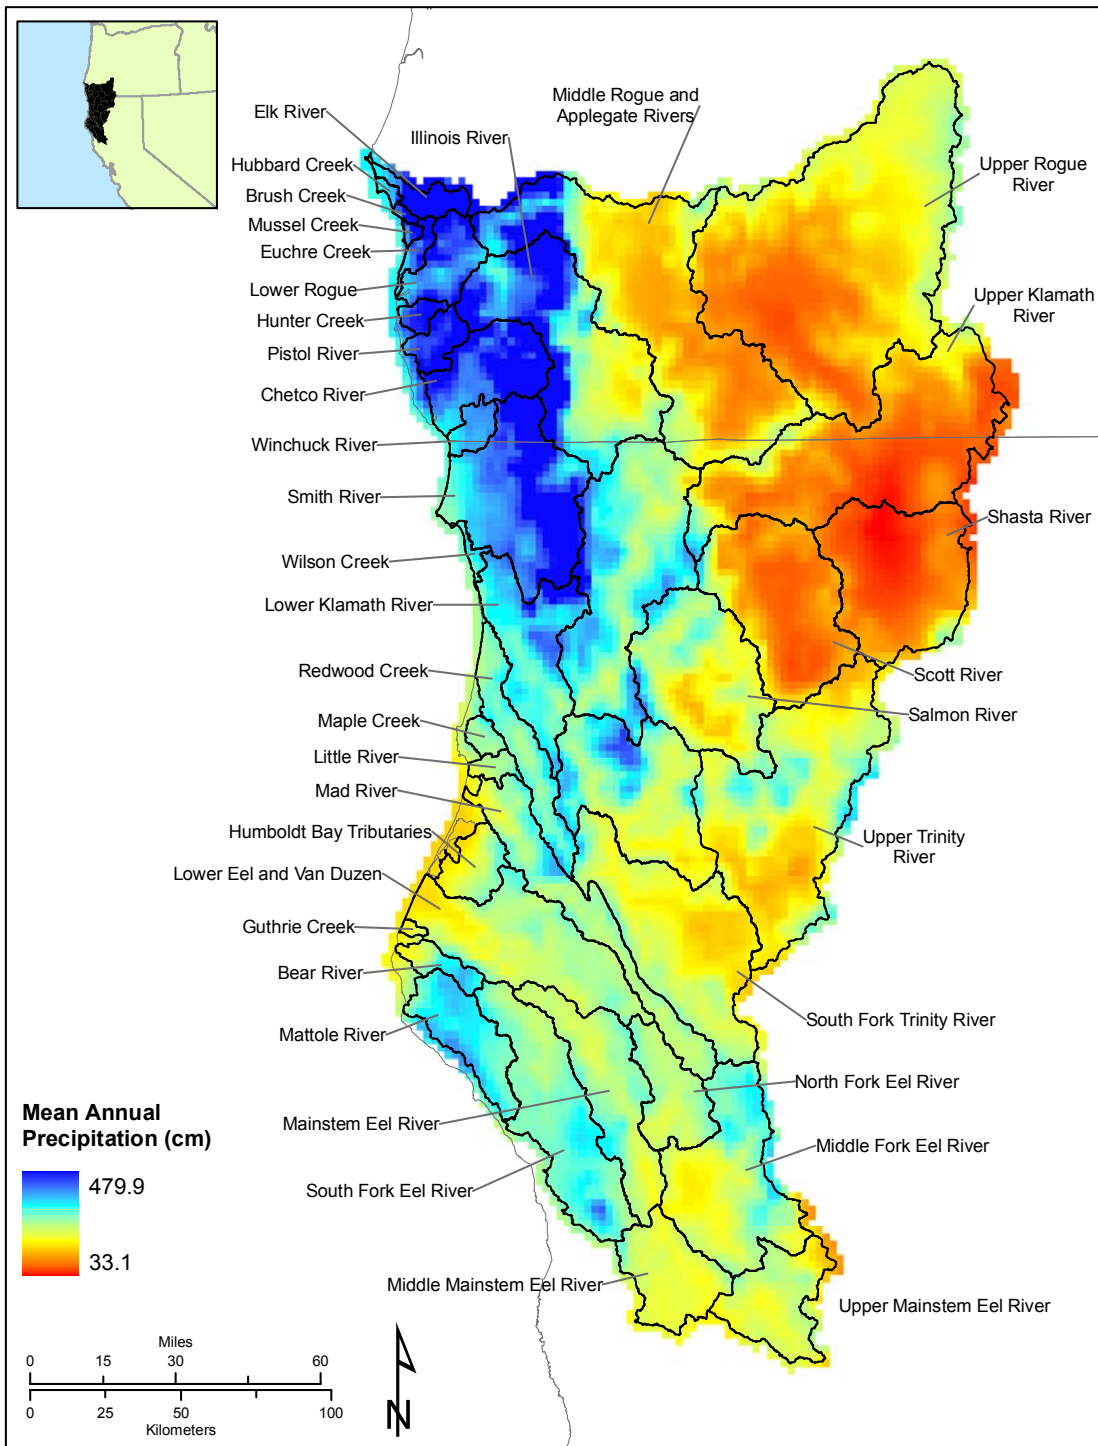 Elk River
Hubbard Creek
Brush Creek
Mussel Creek
Euchre Creek
Lower Rogue
Hunter Creek
Pistol River
Chetco River
Winchuck River
Smith River
Wilson Creek
Lower Klamath River
Redwood Creek
Maple Creek
Little River
Mad River
Humboldt Bay Tributaries
Lower Eel and Van Duzen
Guthrie Creek
Bear River
Mattole River
Mainstem Eel River
South Fork Eel River
Middle Mainstem Eel River
Illinois River
Middle Rogue and
Applegate Rivers
Upper Rogue
River
Upper Klamath
River
Shasta River
Scott River
Salmon River
Upper Trinity
River
South Fork Trinity River
North Fork Eel River
Middle Fork Eel River
Upper Mainstem Eel River
Mean Annual
Precipitation (cm)
479.9
33.1
Miles
0 15 30 60
0 25 50 100
Kilometers
N